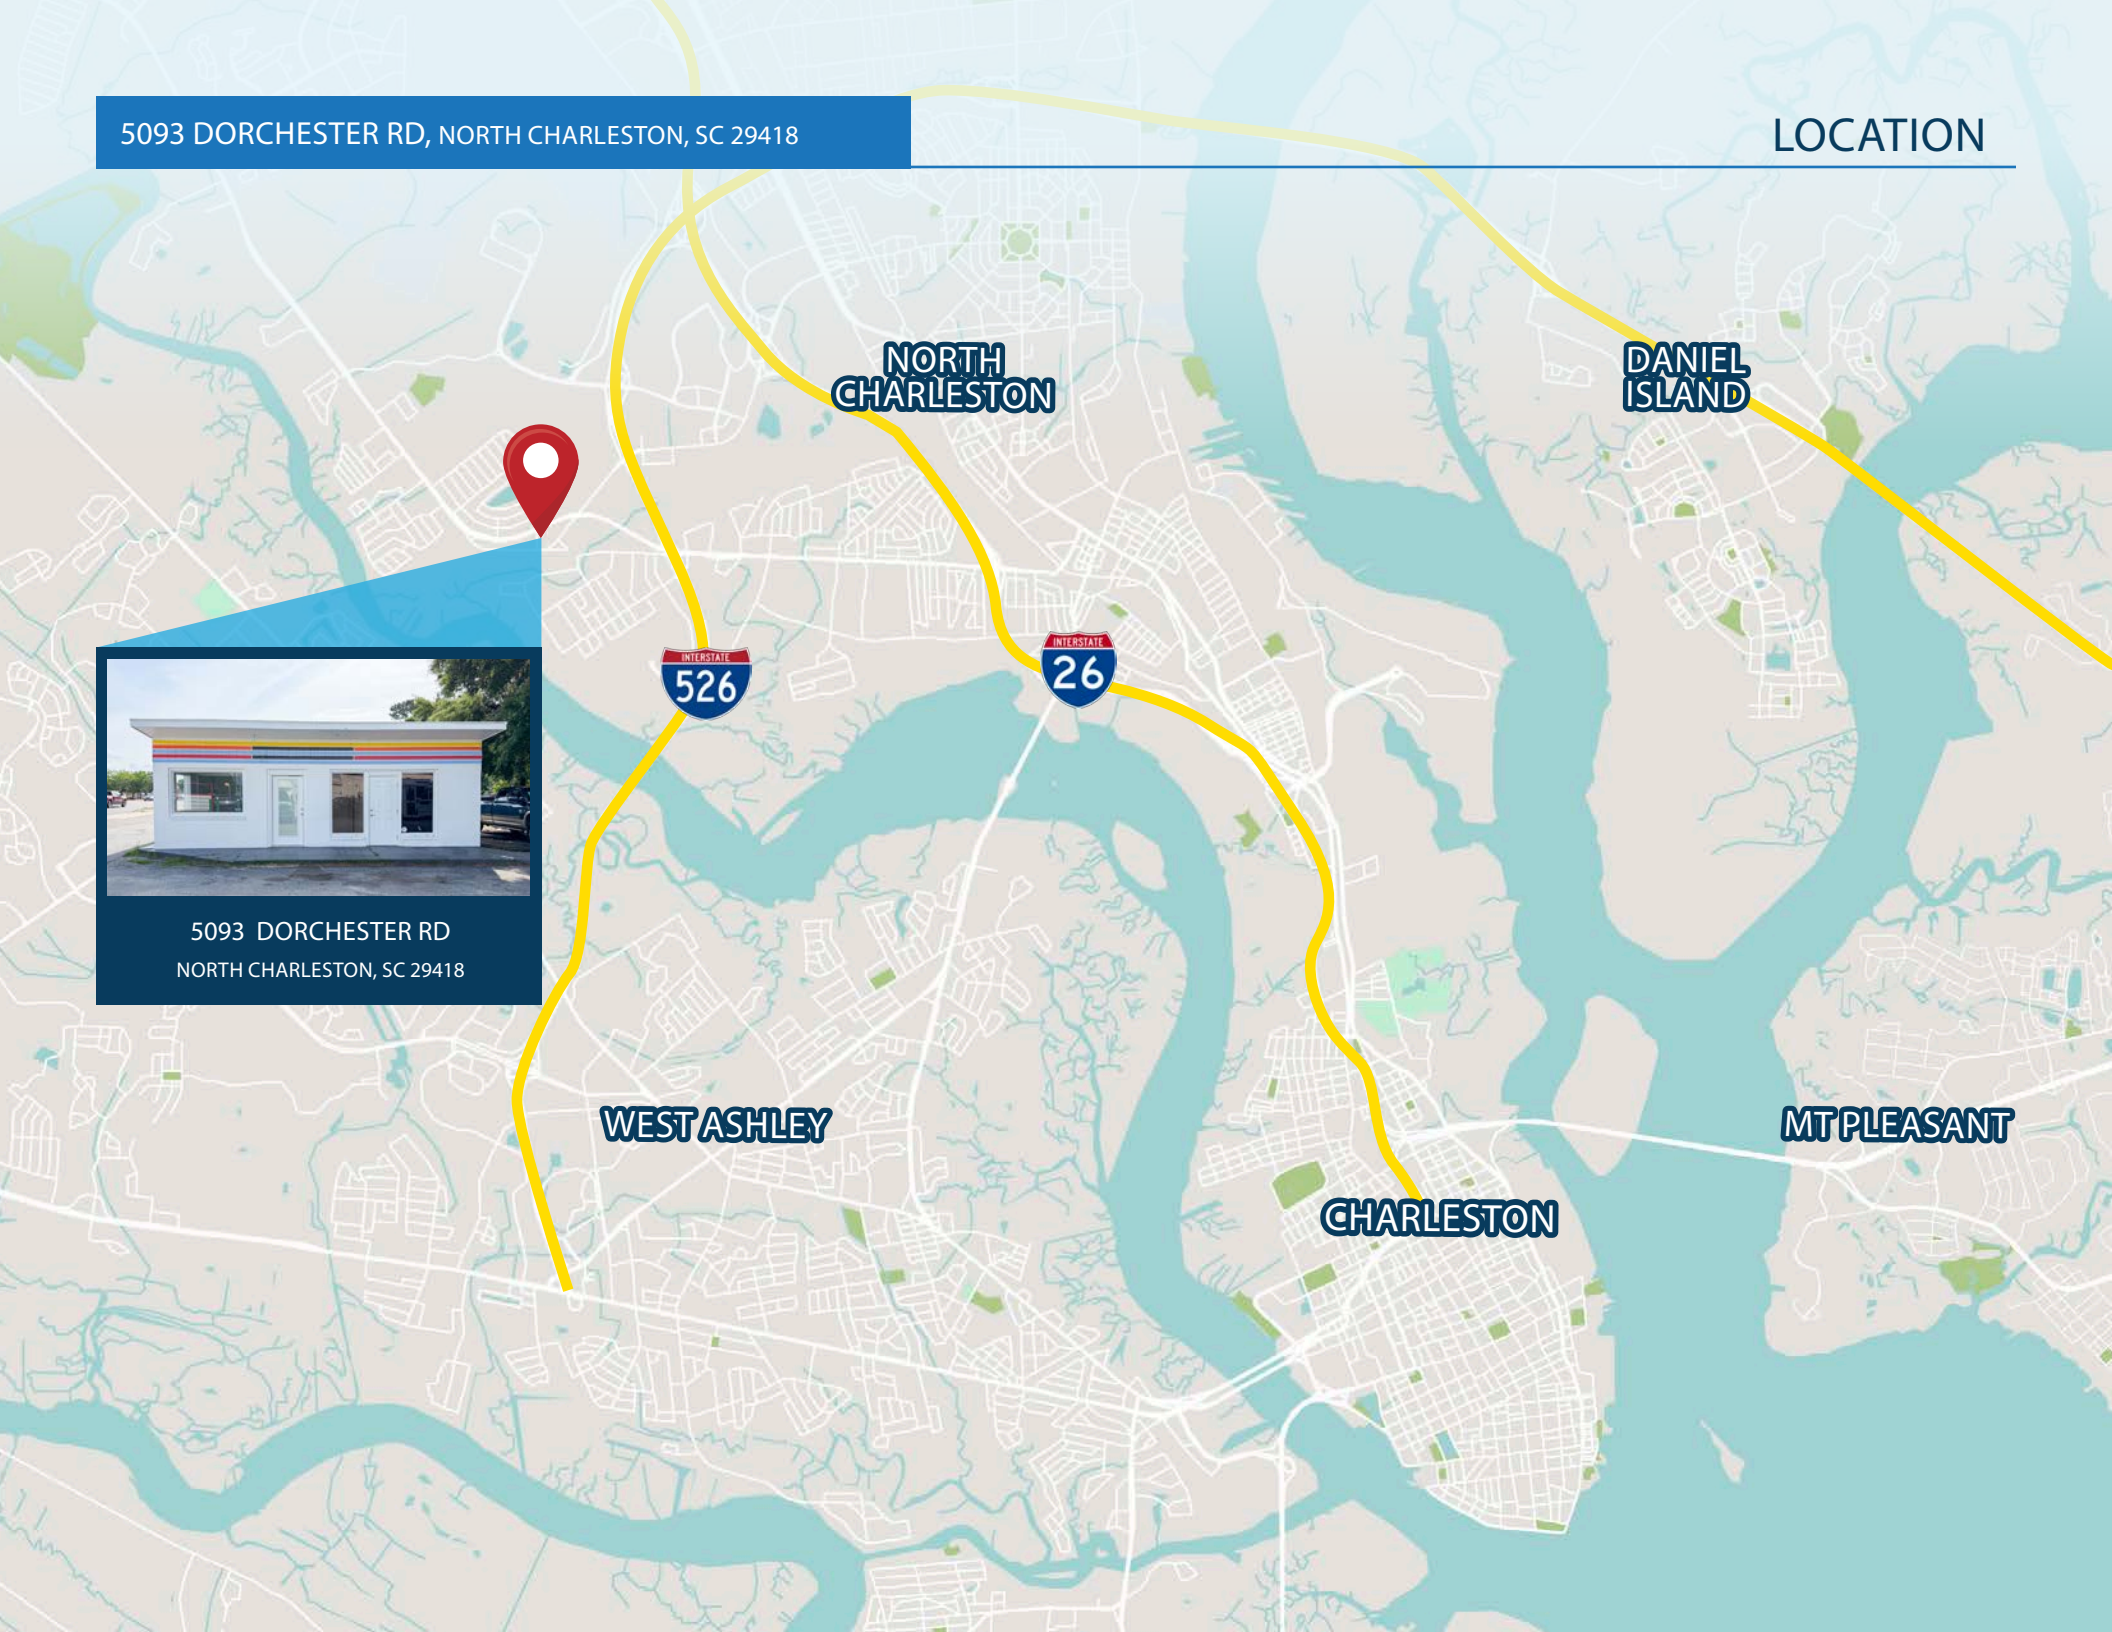 5093 DORCHESTER RD, NORTH CHARLESTON, SC 29418
LOCATION
NORTH
CHARLESTON
DANIEL
ISLAND
INTERSTATE
526
INTERSTATE
26
5093 DORCHESTER RD
NORTH CHARLESTON, SC 29418
WEST ASHLEY
MT PLEASANT
CHARLESTON